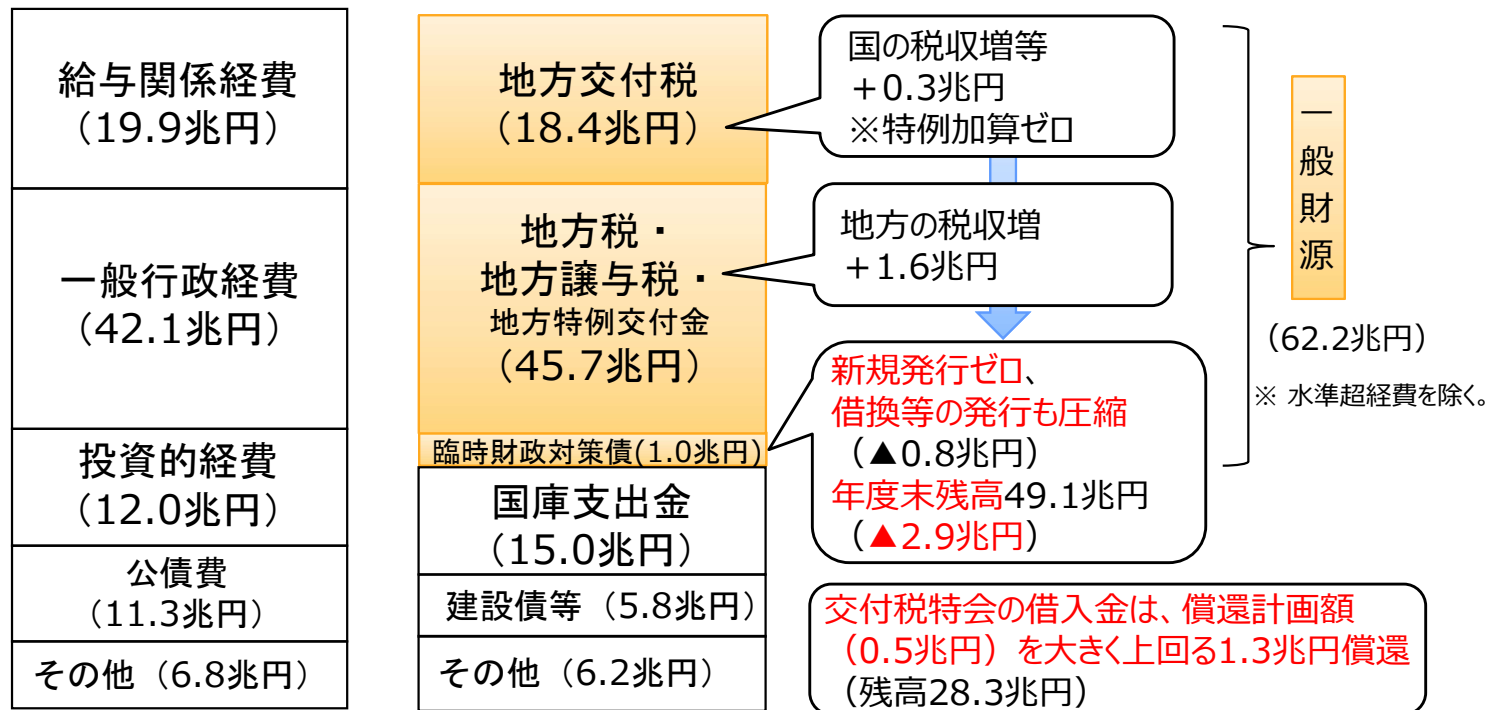 給与関係経費
（19.9兆円）
一般行政経費
（42.1兆円）
投資的経費
（12.0兆円）
公債費
（11.3兆円）
その他（6.8兆円）
地方交付税
（18.4兆円）
地方税・
地方譲与税・
地方特例交付金
（45.7兆円）
臨時財政対策債(1.0兆円)
国庫支出金
（15.0兆円）
建設債等（5.8兆円）
その他（6.2兆円）
国の税収増等
＋0.3兆円
※特例加算ゼロ
地方の税収増
＋1.6兆円
新規発行ゼロ、
借換等の発行も圧縮
（▲0.8兆円）
年度末残高49.1兆円
（▲2.9兆円）
交付税特会の借入金は、償還計画額
（0.5兆円）を大きく上回る1.3兆円償還
（残高28.3兆円）
一般財源
（62.2兆円）
※ 水準超経費を除く。